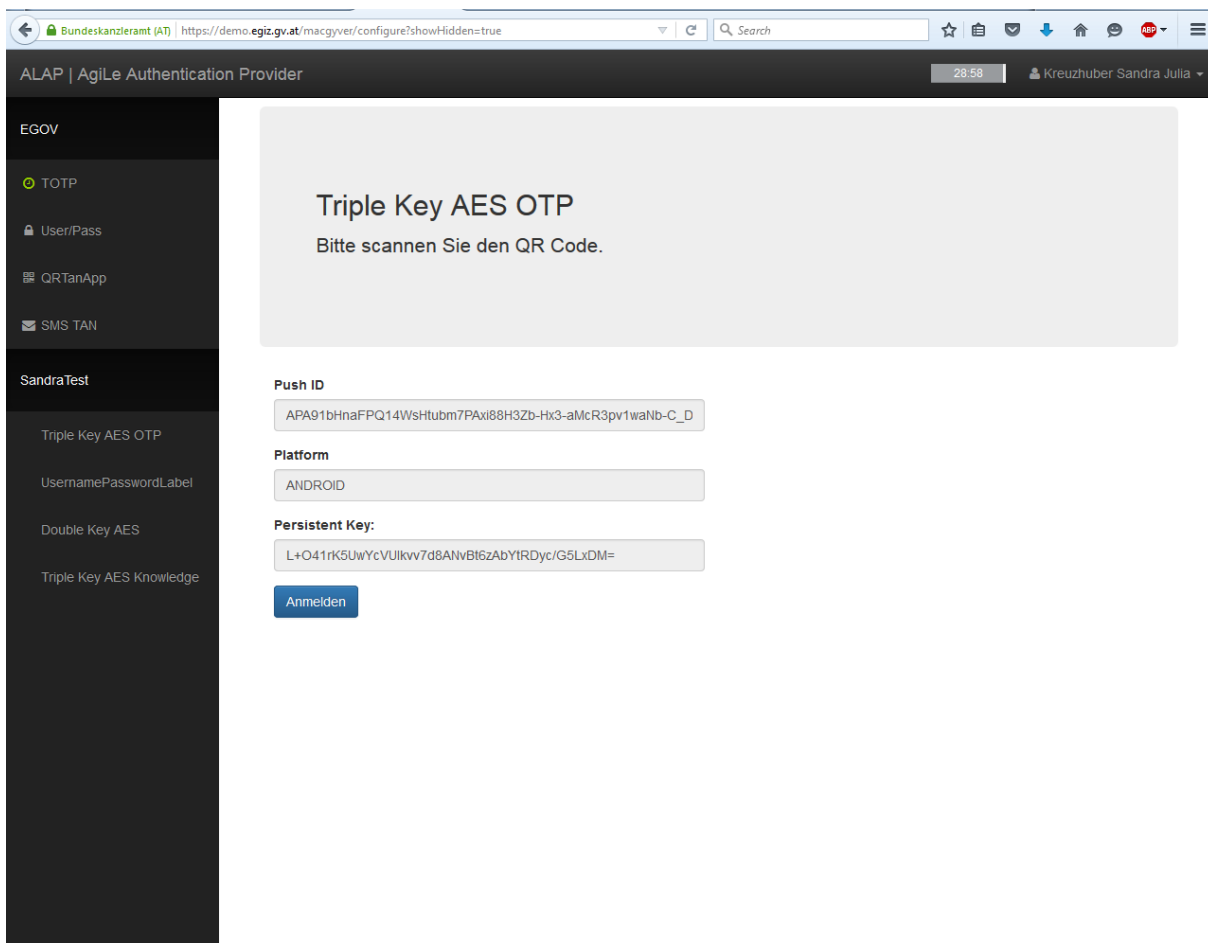 Bundeskanzleramt (AT) https://demo.egiz.gv.at/macgyver/configure?showHidden=true Search ABP
ALAP | AgiLe Authentication Provider 28:58 Kreuzhuber Sandra Julia
EGOV
TOTP
User/Pass
QRTanApp
SMS TAN
SandraTest
Triple Key AES OTP
UsernamePasswordLabel
Double Key AES
Triple Key AES Knowledge
Triple Key AES OTP
Bitte scannen Sie den QR Code.
Push ID
APA91bHnaFPQ14WsHtubm7PAxi88H3Zb-Hx3-aMcR3pv1waNb-C_D
Platform
ANDROID
Persistent Key:
L+O41rK5UwYcVUlkvv7d8ANvBt6zAbYtRDyc/G5LxDM=
Anmelden